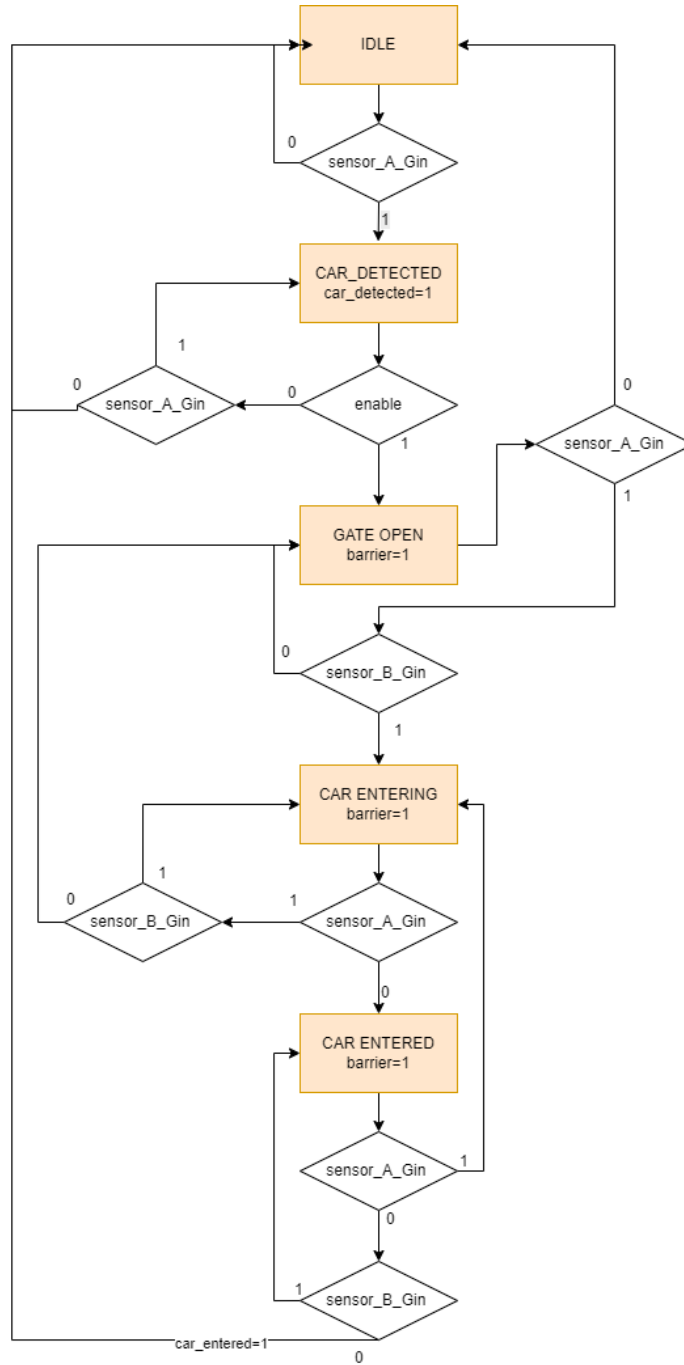 IDLE
0
sensor_A_Gin
1
CAR_DETECTED
car_detected=1
1
0
sensor_A_Gin
0
enable
1
0
sensor_A_Gin
1
GATE OPEN
barrier=1
0
sensor_B_Gin
1
CAR ENTERING
barrier=1
1
0
sensor_B_Gin
1
sensor_A_Gin
0
CAR ENTERED
barrier=1
sensor_A_Gin
1
0
1
sensor_B_Gin
car_entered=1
0